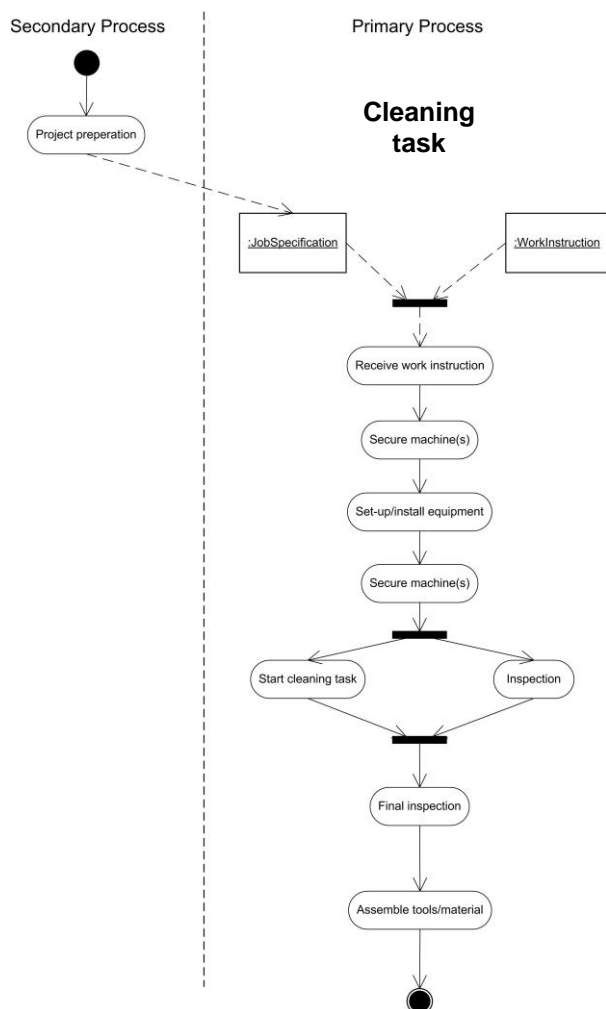 Secondary Process
Primary Process
Cleaning
task
Project preperation
:JobSpecification
:WorkInstruction
Receive work instruction
Secure machine(s)
Set-up/install equipment
Secure machine(s)
Start cleaning task
Inspection
Final inspection
Assemble tools/material